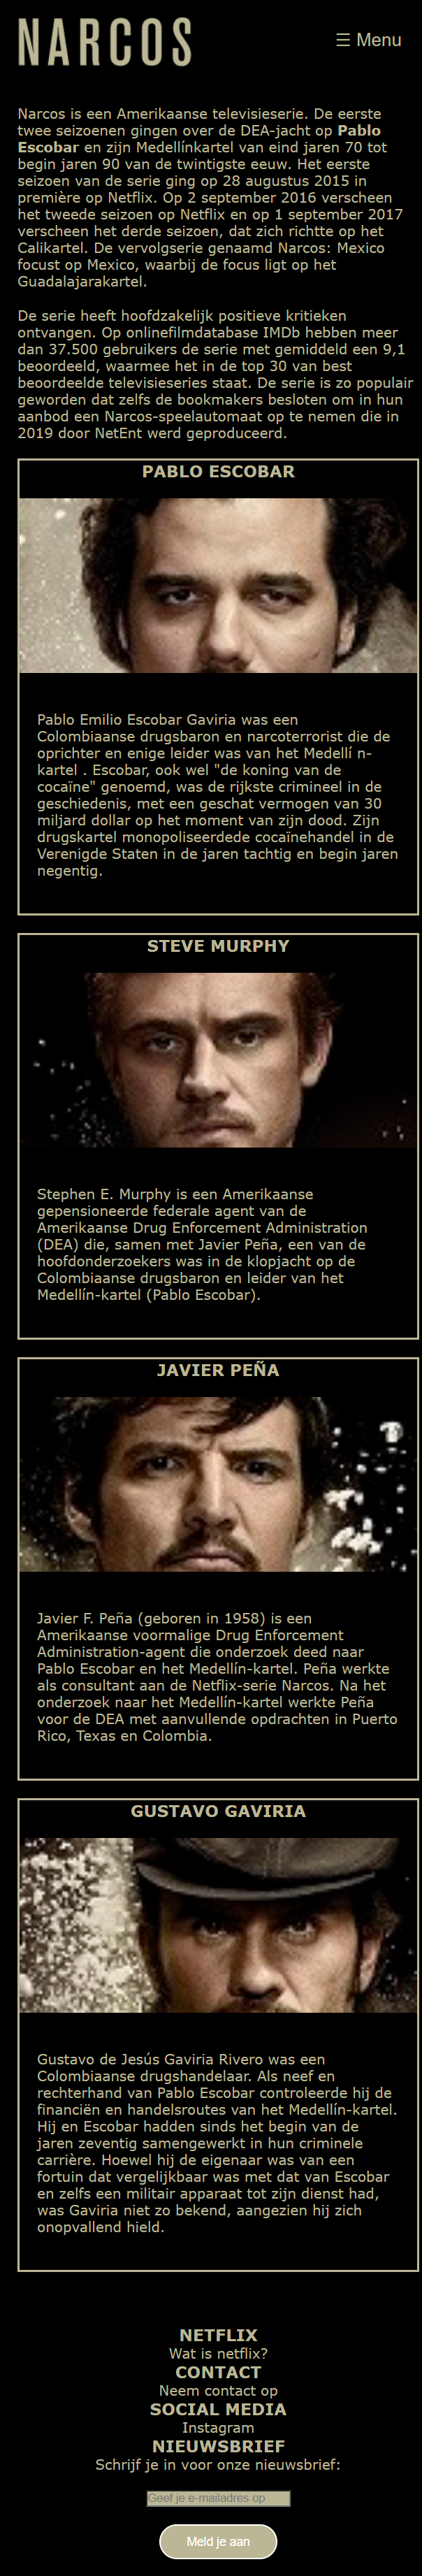 NARCOS
☰ Menu
Narcos is een Amerikaanse televisieserie. De eerste
twee seizoenen gingen over de DEA-jacht op Pablo
Escobar en zijn Medellínkartel van eind jaren 70 tot
begin jaren 90 van de twintigste eeuw. Het eerste
seizoen van de serie ging op 28 augustus 2015 in
première op Netflix. Op 2 september 2016 verscheen
het tweede seizoen op Netflix en op 1 september 2017
verscheen het derde seizoen, dat zich richtte op het
Calikartel. De vervolgserie genaamd Narcos: Mexico
focust op Mexico, waarbij de focus ligt op het
Guadalajarakartel.
De serie heeft hoofdzakelijk positieve kritieken
ontvangen. Op onlinefilmdatabase IMDb hebben meer
dan 37.500 gebruikers de serie met gemiddeld een 9,1
beoordeeld, waarmee het in de top 30 van best
beoordeelde televisieseries staat. De serie is zo populair
geworden dat zelfs de bookmakers besloten om in hun
aanbod een Narcos-speelautomaat op te nemen die in
2019 door NetEnt werd geproduceerd.
PABLO ESCOBAR
Pablo Emilio Escobar Gaviria was een
Colombiaanse drugsbaron en narcoterrorist die de
oprichter en enige leider was van het Medellí n-
kartel . Escobar, ook wel "de koning van de
cocaïne" genoemd, was de rijkste crimineel in de
geschiedenis, met een geschat vermogen van 30
miljard dollar op het moment van zijn dood. Zijn
drugskartel monopoliseerdede cocaïnehandel in de
Verenigde Staten in de jaren tachtig en begin jaren
negentig.
STEVE MURPHY
Stephen E. Murphy is een Amerikaanse
gepensioneerde federale agent van de
Amerikaanse Drug Enforcement Administration
(DEA) die, samen met Javier Peña, een van de
hoofdonderzoekers was in de klopjacht op de
Colombiaanse drugsbaron en leider van het
Medellín-kartel (Pablo Escobar).
JAVIER PEÑA
Javier F. Peña (geboren in 1958) is een
Amerikaanse voormalige Drug Enforcement
Administration-agent die onderzoek deed naar
Pablo Escobar en het Medellín-kartel. Peña werkte
als consultant aan de Netflix-serie Narcos. Na het
onderzoek naar het Medellín-kartel werkte Peña
voor de DEA met aanvullende opdrachten in Puerto
Rico, Texas en Colombia.
GUSTAVO GAVIRIA
Gustavo de Jesús Gaviria Rivero was een
Colombiaanse drugshandelaar. Als neef en
rechterhand van Pablo Escobar controleerde hij de
financiën en handelsroutes van het Medellín-kartel.
Hij en Escobar hadden sinds het begin van de
jaren zeventig samengewerkt in hun criminele
carrière. Hoewel hij de eigenaar was van een
fortuin dat vergelijkbaar was met dat van Escobar
en zelfs een militair apparaat tot zijn dienst had,
was Gaviria niet zo bekend, aangezien hij zich
onopvallend hield.
NETFLIX
Wat is netflix?
CONTACT
Neem contact op
SOCIAL MEDIA
Instagram
NIEUWSBRIEF
Schrijf je in voor onze nieuwsbrief:
Geef je e-mailadres op
Meld je aan